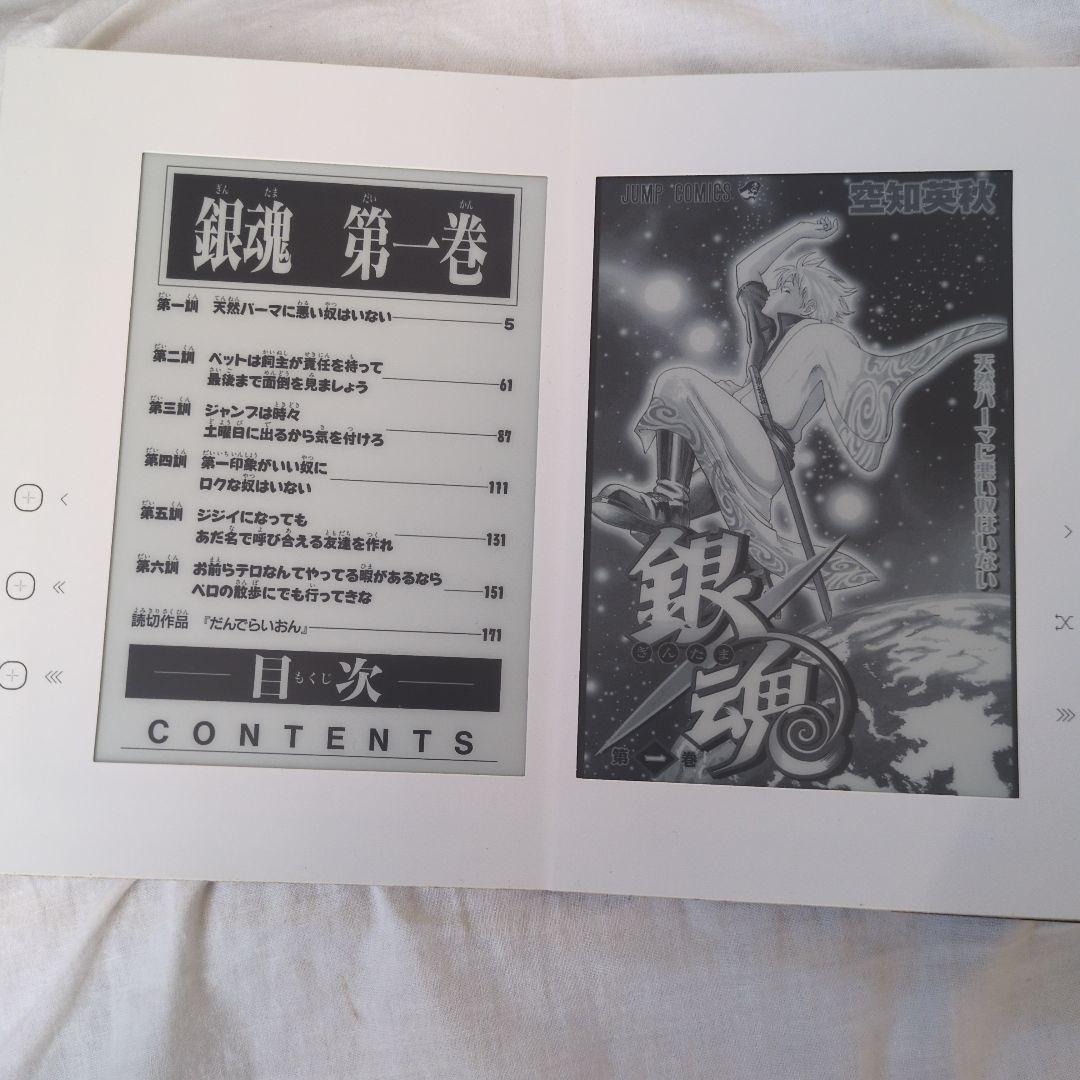 銀魂 第一巻
第一訓 天然パーマに悪い奴はいない 5
第二訓 ペットは飼主が責任を持って
最後まで面倒を見ましょう 61
第三訓 ジャンプは時々
土曜日に出るから気を付けろ 87
第四訓 第一印象がいい奴に
ロクな奴はいない 111
第五訓 ジジイになっても
あだ名で呼び合える友達を作れ 131
第六訓 お前らテロなんてやってる暇があるなら
ペロの散歩にでも行ってきな 151
読切作品 『だんでらいおん』 171
目次
もくじ
CONTENTS
JUMP COMICS
空知英秋
天然パーマに悪い奴はいない
銀魂
ぎんたま
第一巻